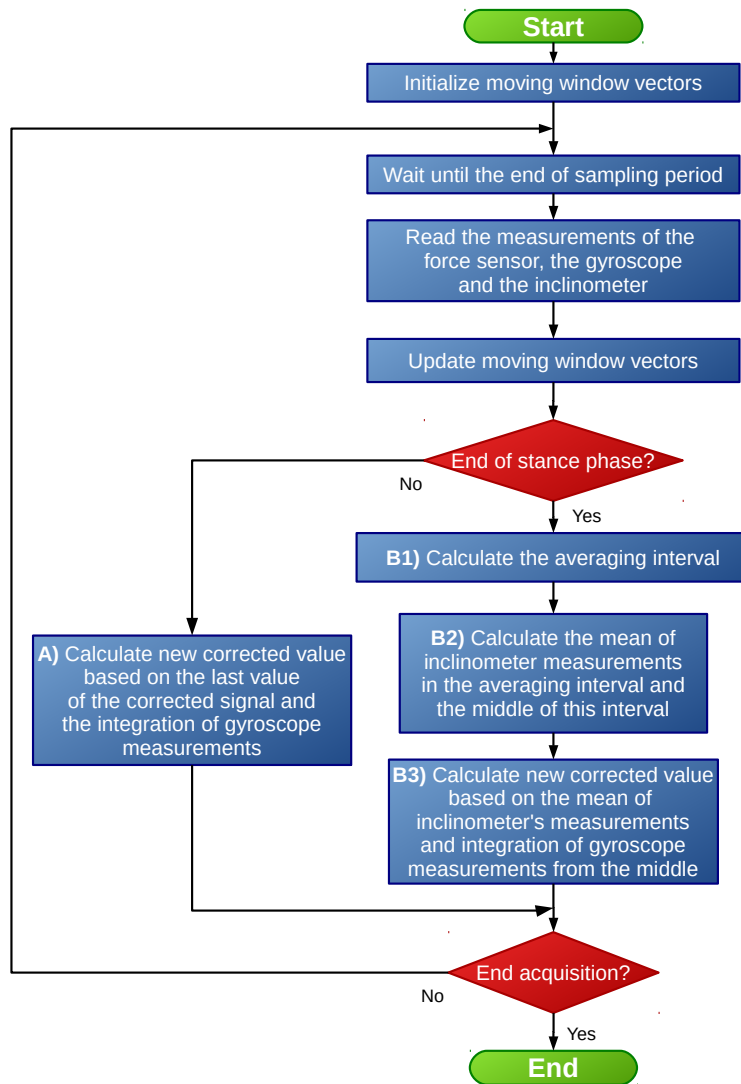 Start
Initialize moving window vectors
Wait until the end of sampling period
Read the measurements of the
force sensor, the gyroscope
and the inclinometer
Update moving window vectors
End of stance phase?
No
Yes
B1) Calculate the averaging interval
A) Calculate new corrected value
based on the last value
of the corrected signal and
the integration of gyroscope
measurements
B2) Calculate the mean of
inclinometer measurements
in the averaging interval and
the middle of this interval
B3) Calculate new corrected value
based on the mean of
inclinometer's measurements
and integration of gyroscope
measurements from the middle
End acquisition?
No
Yes
End